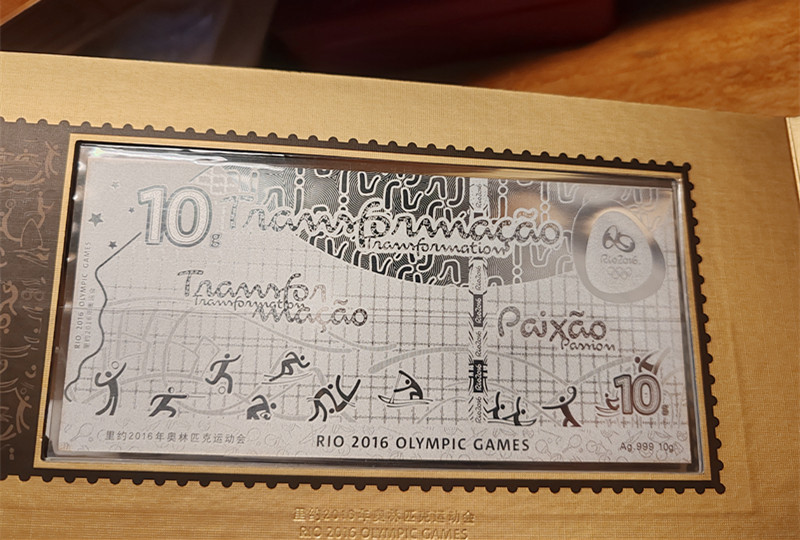 10g
Transformação
Transformation
Rio2016
RIO 2016 OLYMPIC GAMES
里约2016年奥林匹克运动会
Transfor
Transformation
mação
Paixão
Passion
10g
里约2016年奥林匹克运动会
RIO 2016 OLYMPIC GAMES
Ag 999 10g
里约2016年奥林匹克运动会
RIO 2016 OLYMPIC GAMES